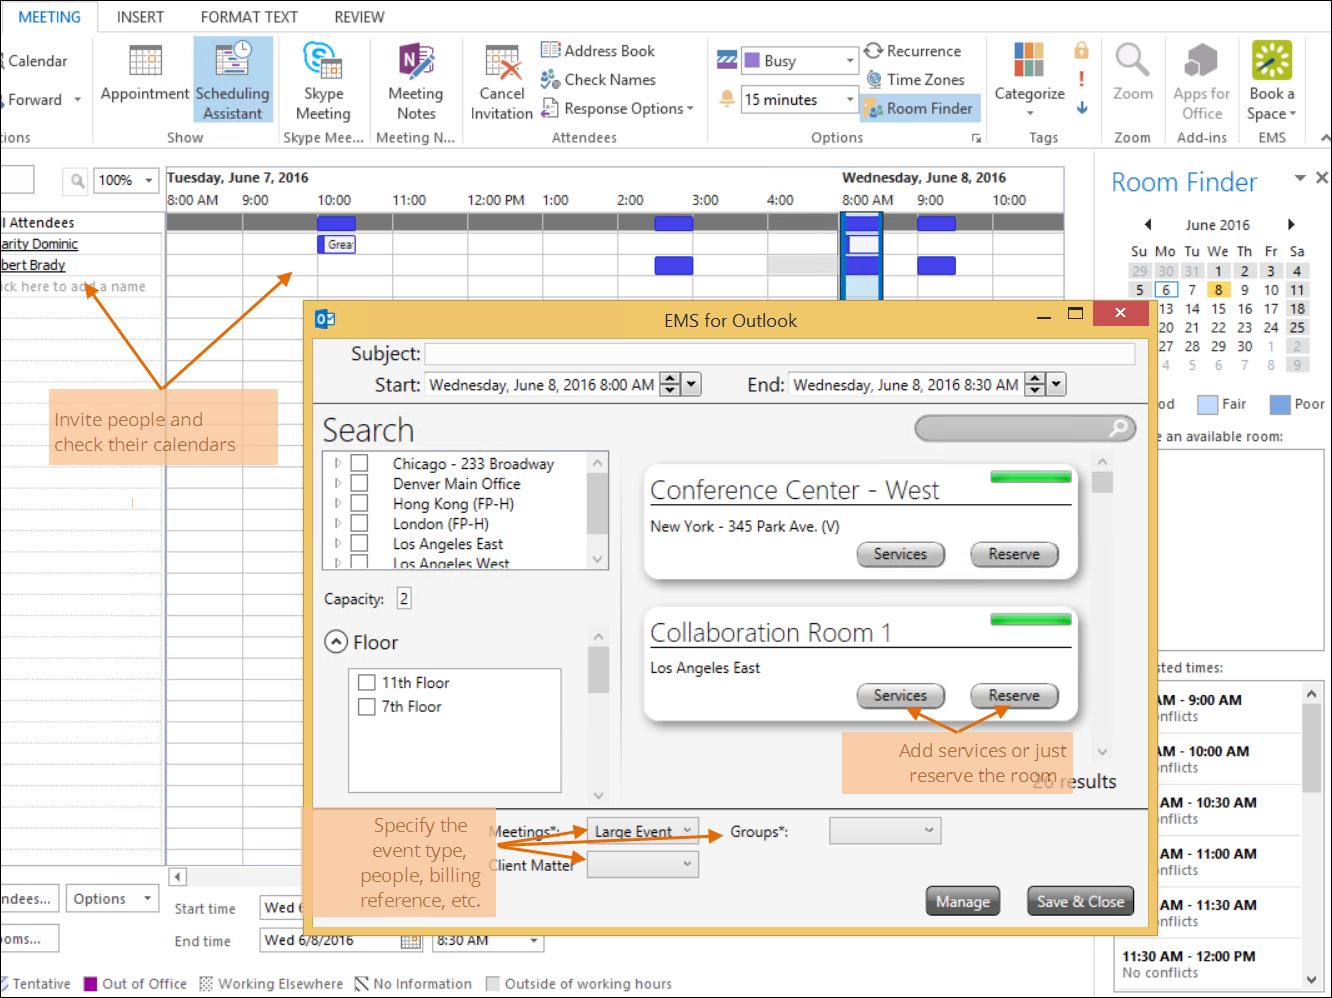 MEETING INSERT FORMAT TEXT REVIEW
Calendar
Forward
Appointment
Scheduling
Assistant
Show
Skype
Meeting
Skype Mee...
Meeting
Notes
Meeting N...
Cancel
Invitation
Address Book
Check Names
Response Options
Attendees
Busy
15 minutes
Recurrence
Time Zones
Room Finder
Options
Categorize
Tags
Zoom
Zoom
Apps for
Office
Add-ins
Book a
Space
EMS
100%
Tuesday, June 7, 2016 Wednesday, June 8, 2016
8:00 AM 9:00 10:00 11:00 12:00 PM 1:00 2:00 3:00 4:00 8:00 AM 9:00 10:00
l Attendees
arity Dominic
Grea
bert Brady
ick here to add a name
Invite people and
check their calendars
Room Finder
June 2016
Su Mo Tu We Th Fr Sa
29 30 31 1 2 3 4
5 6 7 8 9 10 11
13 14 15 16 17 18
20 21 22 23 24 25
27 28 29 30 1 2
4 5 6 7 8 9
od Fair Poor
e an available room:
sted times:
AM - 9:00 AM
nflicts
AM - 10:00 AM
nflicts
AM - 10:30 AM
nflicts
AM - 11:00 AM
nflicts
AM - 11:30 AM
nflicts
11:30 AM - 12:00 PM
No conflicts
EMS for Outlook
Subject:
Start: Wednesday, June 8, 2016 8:00 AM End: Wednesday, June 8, 2016 8:30 AM
Search
Chicago - 233 Broadway
Denver Main Office
Hong Kong (FP-H)
London (FP-H)
Los Angeles East
Los Angeles West
Capacity: 2
Floor
11th Floor
7th Floor
Conference Center - West
New York - 345 Park Ave. (V)
Services Reserve
Collaboration Room 1
Los Angeles East
Services Reserve
Add services or just
reserve the room
26 results
Specify the
event type,
people, billing
reference, etc.
Meetings*: Large Event Groups*:
Client Matter
Manage Save & Close
ndees... Options
oms...
Start time Wed 6
End time Wed 6/8/2016 8:30 AM
Tentative Out of Office Working Elsewhere No Information Outside of working hours